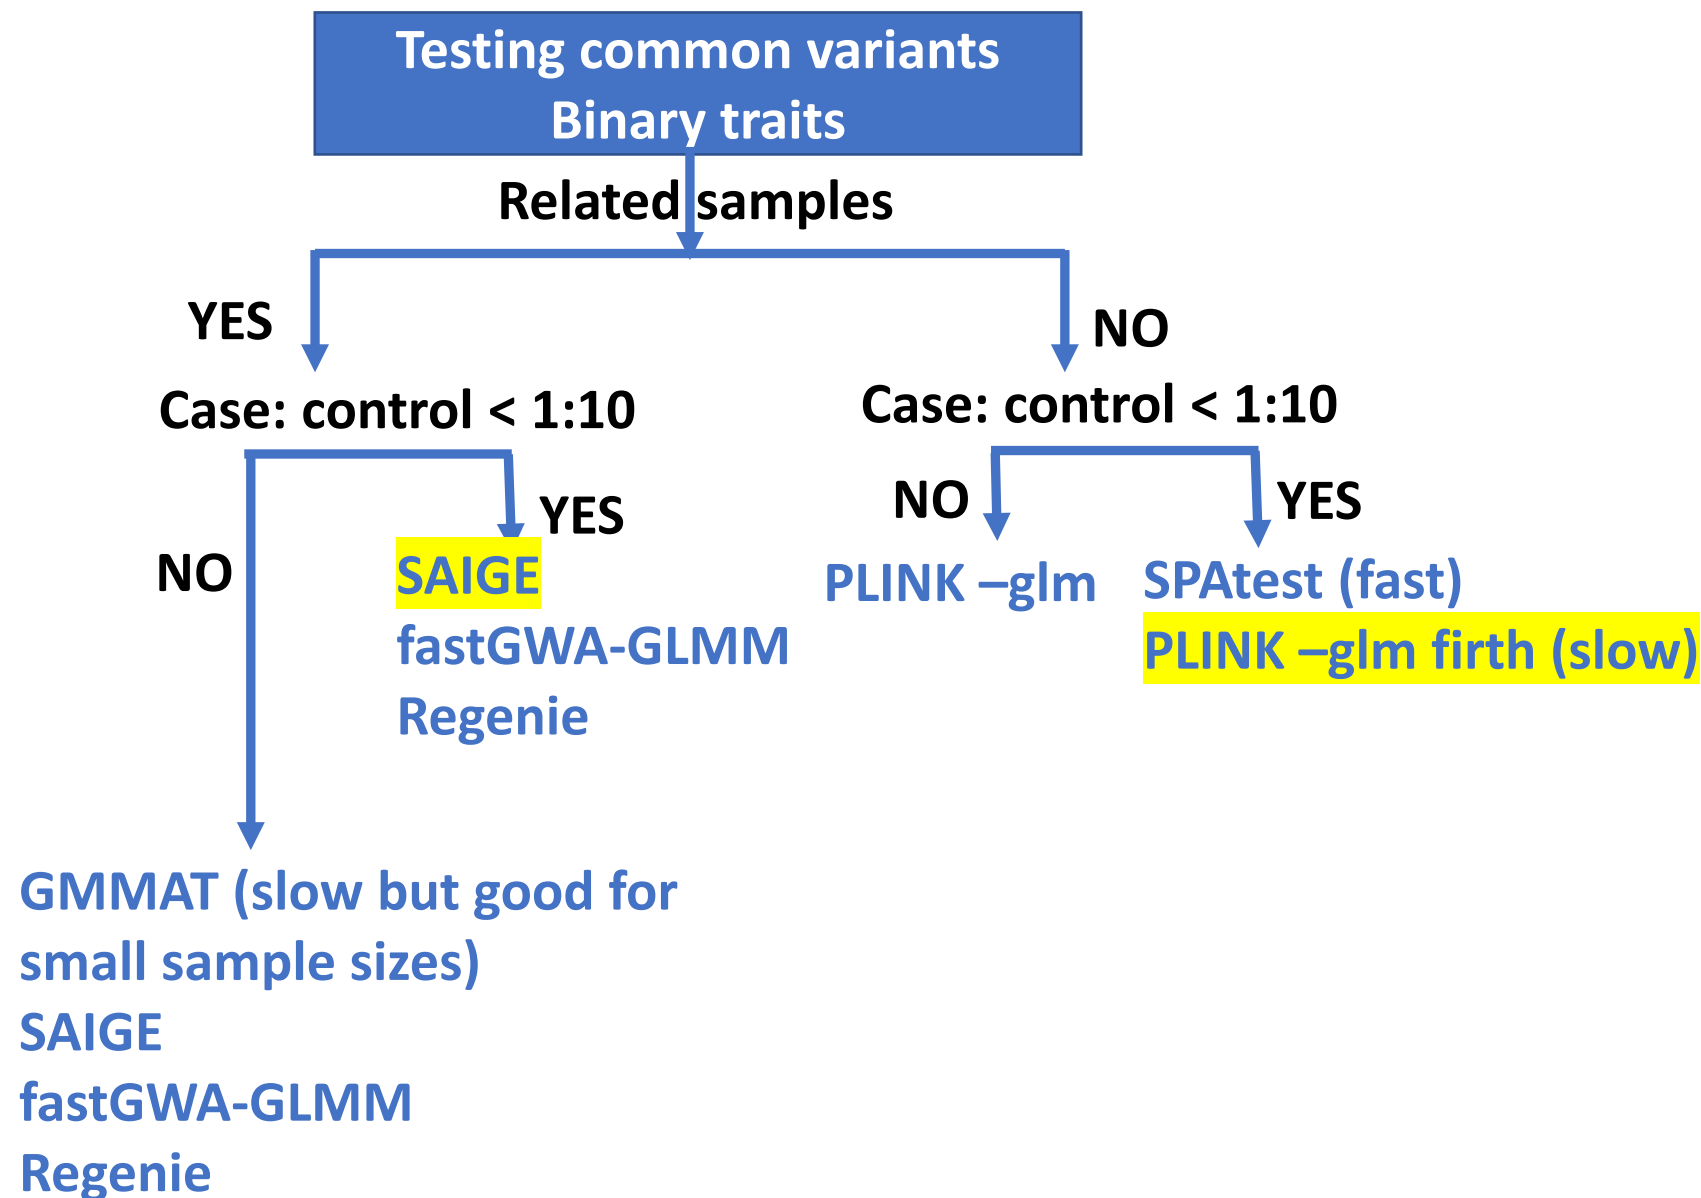 Testing common variants
Binary traits
Related samples
YES
NO
Case: control < 1:10
Case: control < 1:10
NO
YES
NO
YES
SAIGE
fastGWA-GLMM
Regenie
PLINK –glm
SPAtest (fast)
PLINK –glm firth (slow)
GMMAT (slow but good for
small sample sizes)
SAIGE
fastGWA-GLMM
Regenie